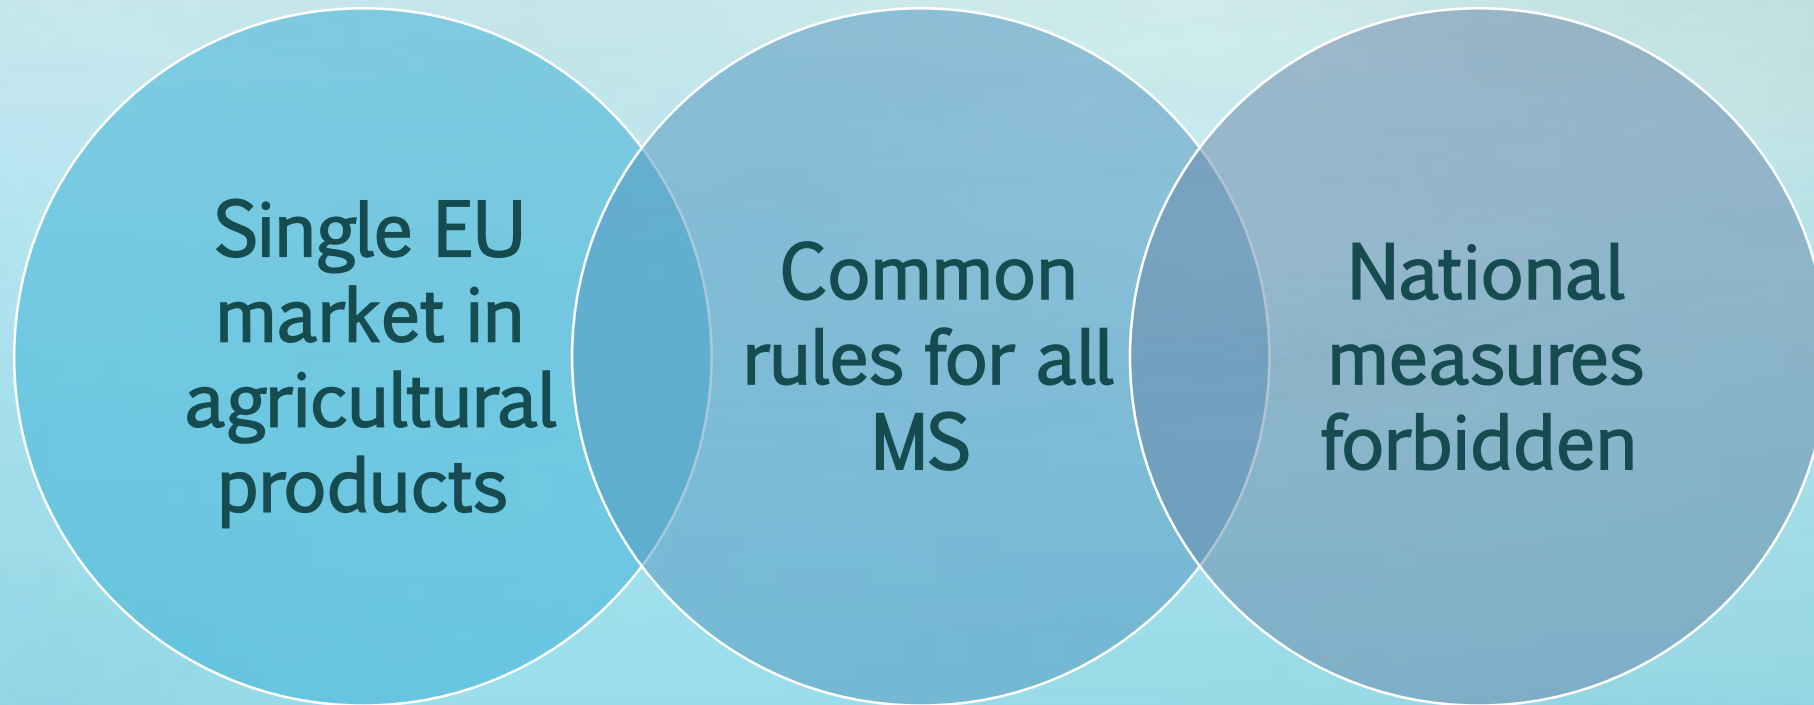 Single EU
market in
agricultural
products
Common
rules for all
MS
National
measures
forbidden